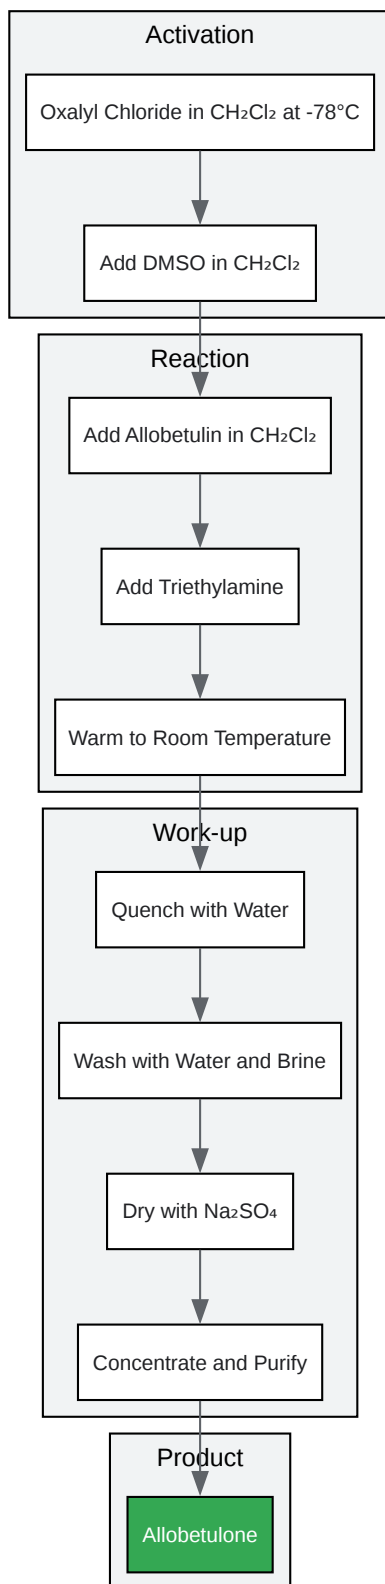 Activation
Oxalyl Chloride in CH₂Cl₂ at -78°C
Add DMSO in CH₂Cl₂
Reaction
Add Allobetulin in CH₂Cl₂
Add Triethylamine
Warm to Room Temperature
Work-up
Quench with Water
Wash with Water and Brine
Dry with Na₂SO₄
Concentrate and Purify
Product
Allobetulone